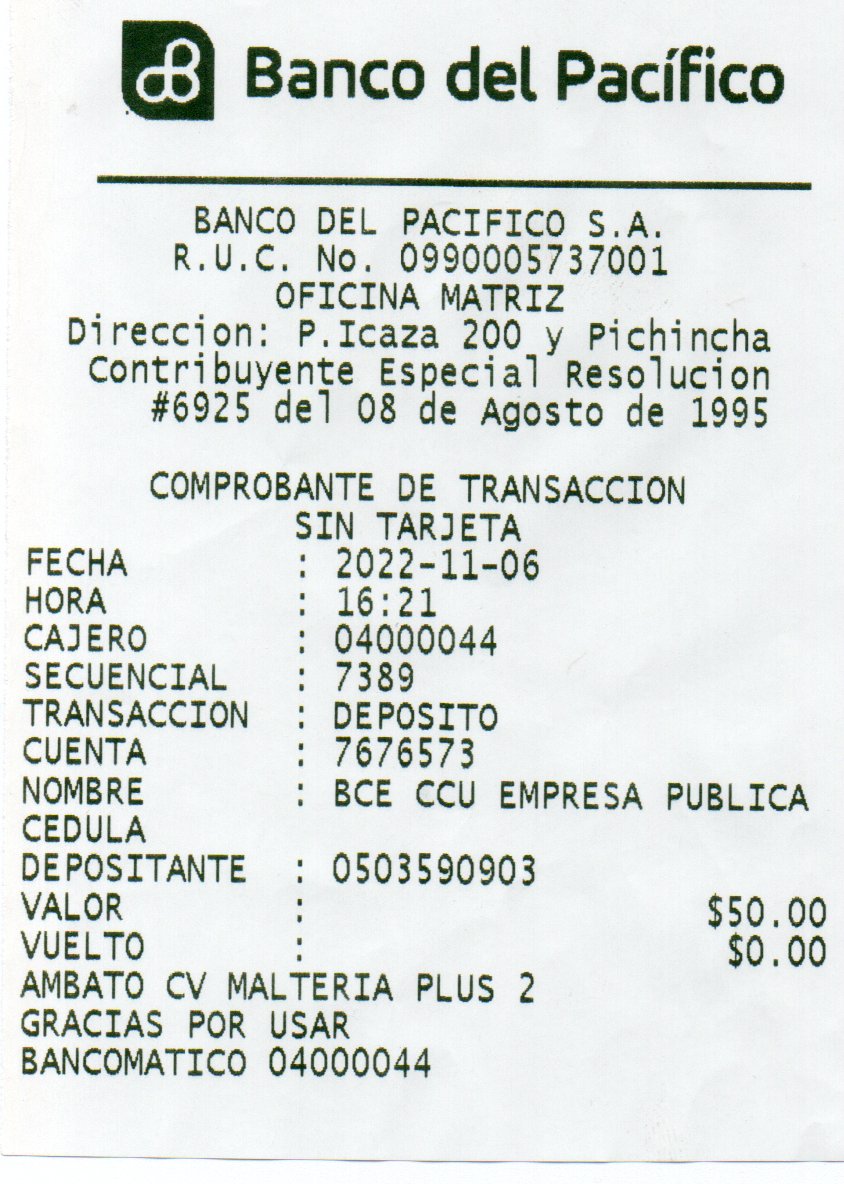 Banco del Pacífico
BANCO DEL PACIFICO S.A.
R.U.C. No. 0990005737001
OFICINA MATRIZ
Direccion: P.Icaza 200 y Pichincha
Contribuyente Especial Resolucion
#6925 del 08 de Agosto de 1995
COMPROBANTE DE TRANSACCION
SIN TARJETA
FECHA : 2022-11-06
HORA : 16:21
CAJERO : 04000044
SECUENCIAL : 7389
TRANSACCION : DEPOSITO
CUENTA : 7676573
NOMBRE : BCE CCU EMPRESA PUBLICA
CEDULA
DEPOSITANTE : 0503590903
VALOR : $50.00
VUELTO : $0.00
AMBATO CV MALTERIA PLUS 2
GRACIAS POR USAR
BANCOMATICO 04000044